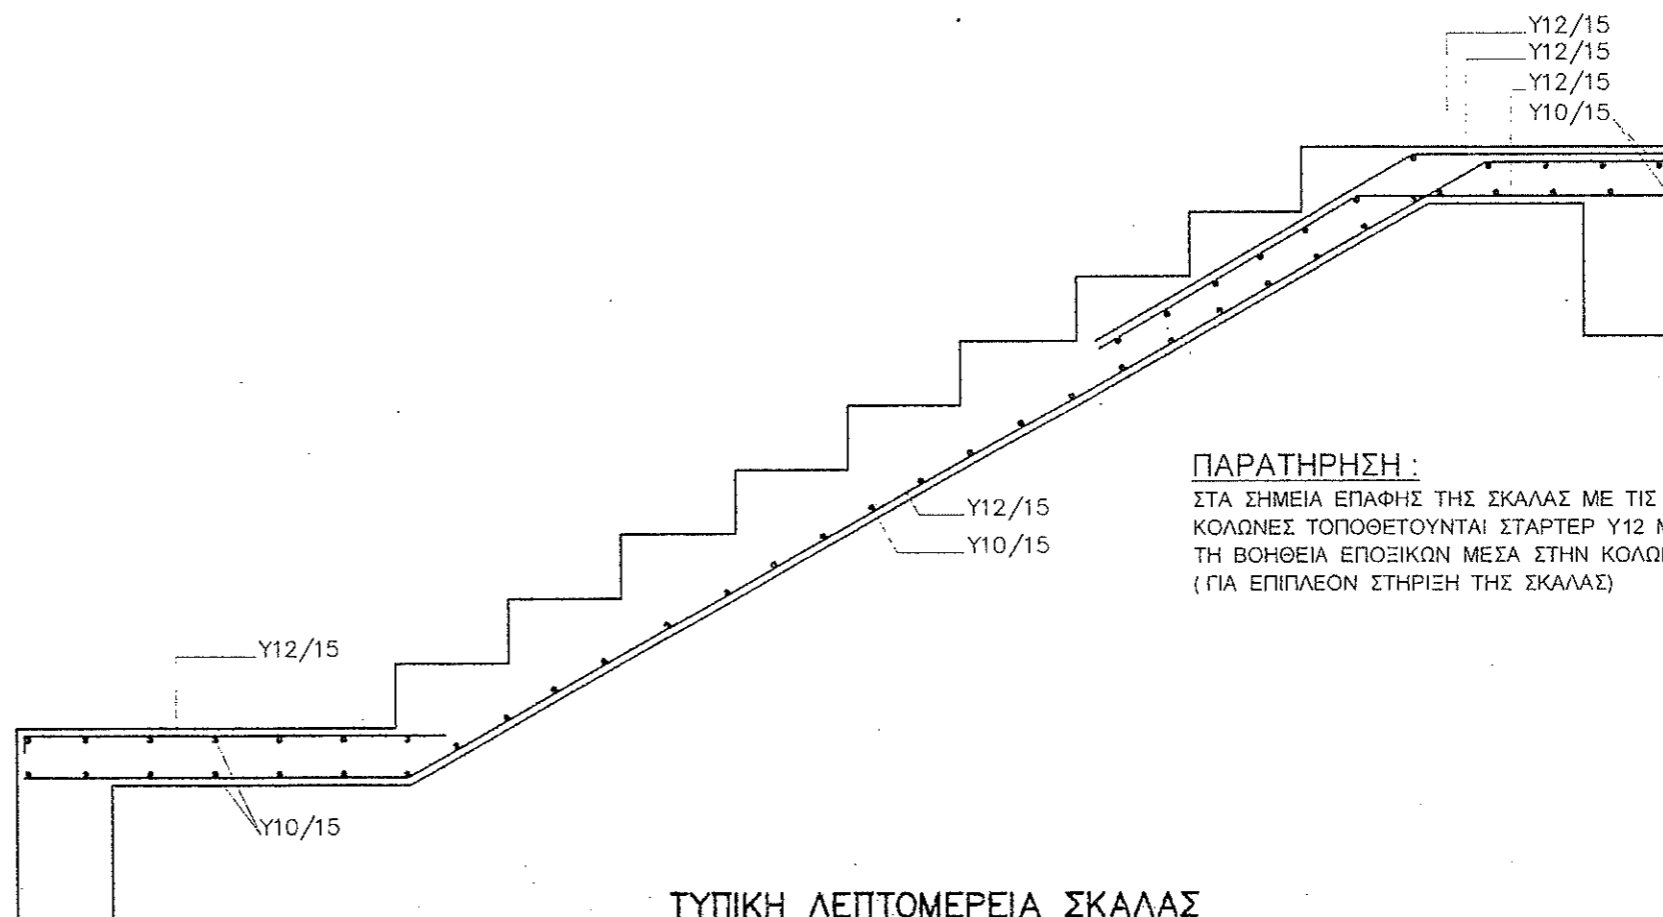 Y12/15
Y12/15
Y12/15
Y10/15
ΠΑΡΑΤΗΡΗΣΗ :
ΣΤΑ ΣΗΜΕΙΑ ΕΠΑΦΗΣ ΤΗΣ ΣΚΑΛΑΣ ΜΕ ΤΙΣ
ΚΟΛΩΝΕΣ ΤΟΠΟΘΕΤΟΥΝΤΑΙ ΣΤΑΡΤΕΡ Y12
ΤΗ ΒΟΗΘΕΙΑ ΕΠΟΞΙΚΩΝ ΜΕΣΑ ΣΤΗΝ
( ΓΙΑ ΕΠΙΠΛΕΟΝ ΣΤΗΡΙΞΗ ΤΗΣ ΣΚΑΛΑΣ)
Y12/15
Y10/15
Y12/15
Y10/15
ΤΥΠΙΚΗ ΛΕΠΤΟΜΕΡΕΙΑ ΣΚΑΛΑΣ